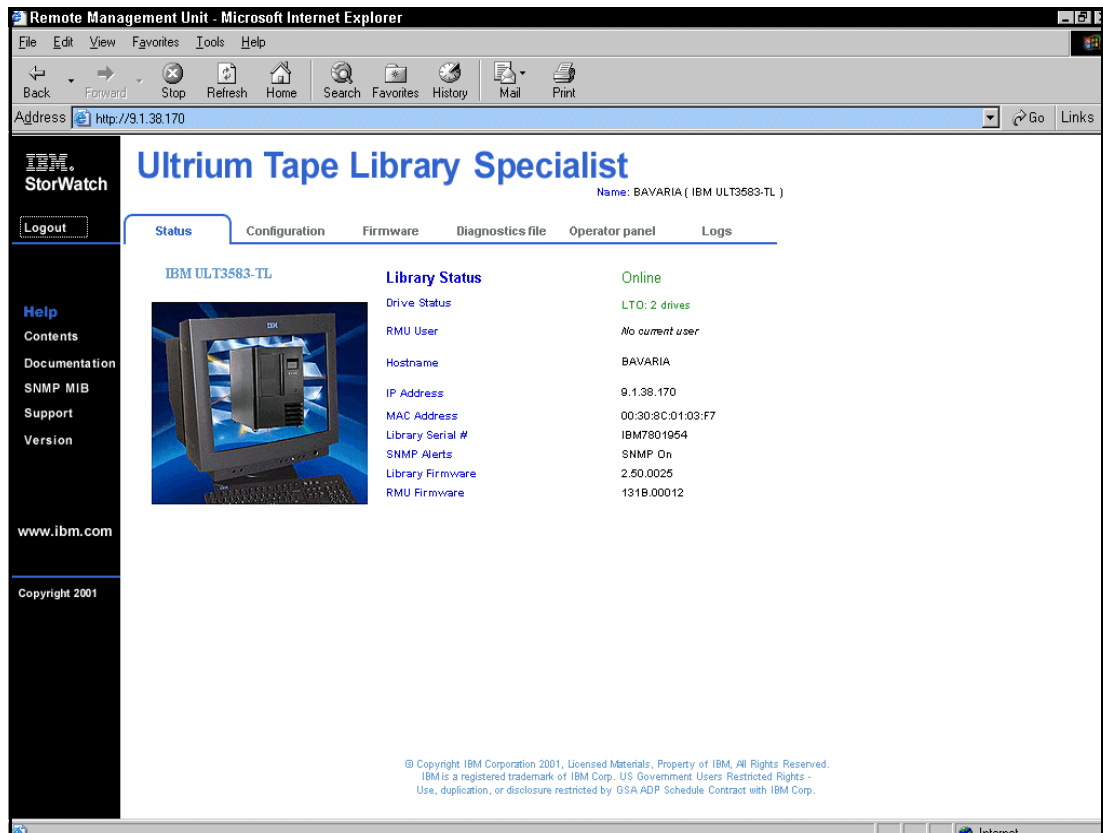 Remote Management Unit - Microsoft Internet Explorer
File Edit View Favorites Tools Help
Back Forward Stop Refresh Home Search Favorites History Mail Print
Address http://9.1.38.170 Go Links
IBM.
StorWatch
Ultrium Tape Library Specialist
Name: BAVARIA ( IBM ULT3583-TL )
Logout
Status Configuration Firmware Diagnostics file Operator panel Logs
IBM ULT3583-TL
IBM
Library Status Online
Drive Status LTO: 2 drives
RMU User No current user
Hostname BAVARIA
IP Address 9.1.38.170
MAC Address 00:30:8C:01:03:F7
Library Serial # IBM7801954
SNMP Alerts SNMP On
Library Firmware 2.50.0025
RMU Firmware 131B.00012
Help
Contents
Documentation
SNMP MIB
Support
Version
www.ibm.com
Copyright 2001
© Copyright IBM Corporation 2001, Licensed Materials, Property of IBM, All Rights Reserved.
IBM is a registered trademark of IBM Corp. US Government Users Restricted Rights -
Use, duplication, or disclosure restricted by GSA ADP Schedule Contract with IBM Corp.
Internet